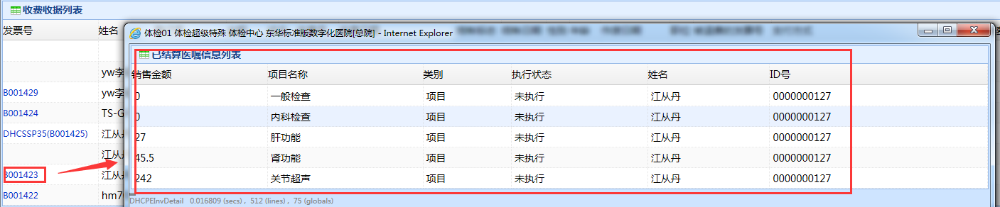 收费收据列表
发票号 姓名
体检01 体检超级特殊 体检中心 东华标准版数字化医院[总院] - Internet Explorer
已结算医嘱信息列表
销售金额 项目名称 类别 执行状态 姓名 ID号
yw李
0 一般检查 项目 未执行 江从丹 0000000127
B001429 yw李
0 内科检查 项目 未执行 江从丹 0000000127
B001424 TS-G
27 肝功能 项目 未执行 江从丹 0000000127
DHCSSP35(B001425) 江从丹
45.5 肾功能 项目 未执行 江从丹 0000000127
江从丹
242 关节超声 项目 未执行 江从丹 0000000127
B001423 江从丹
B001422
DHCPEInvDetail 0.016809 (secs) , 512 (lines) , 75 (globals)